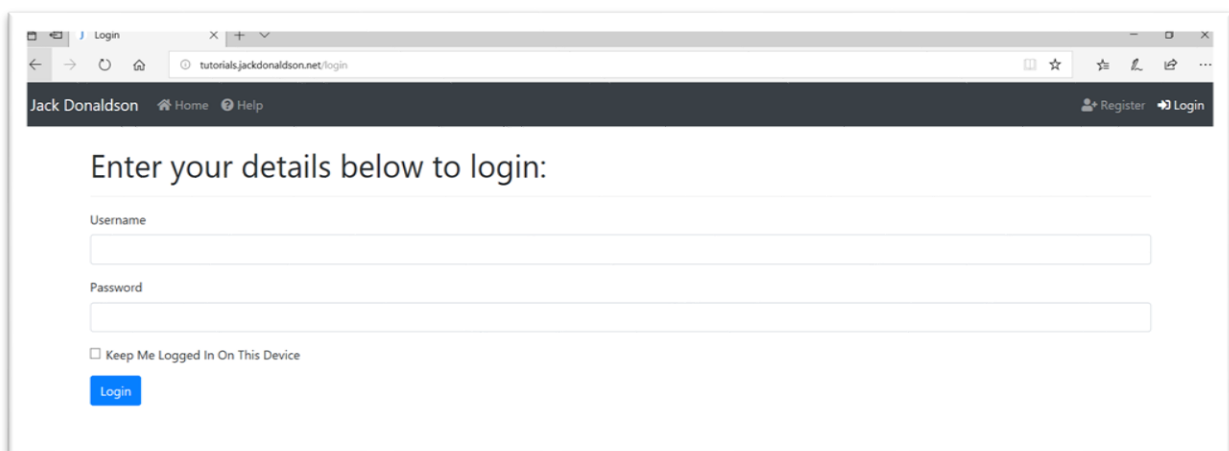 Login
tutorials.jackdonaldson.net/login
Jack Donaldson Home Help Register Login
Enter your details below to login:
Username
Password
Keep Me Logged In On This Device
Login